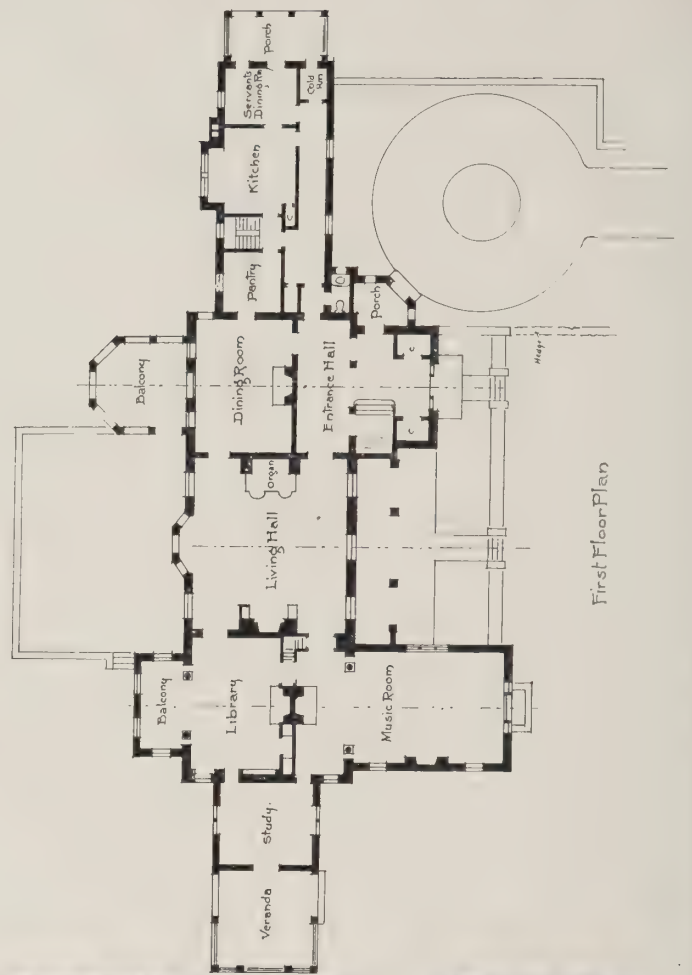 Porch
Servants
Dining Rm
Cold
Rm
Kitchen
C
Pantry
Porch
Balcony
Dining Room
Entrance Hall
C
C
Hedge
Organ
Living Hall
Balcony
Library
Music Room
Study.
Veranda
First Floor Plan